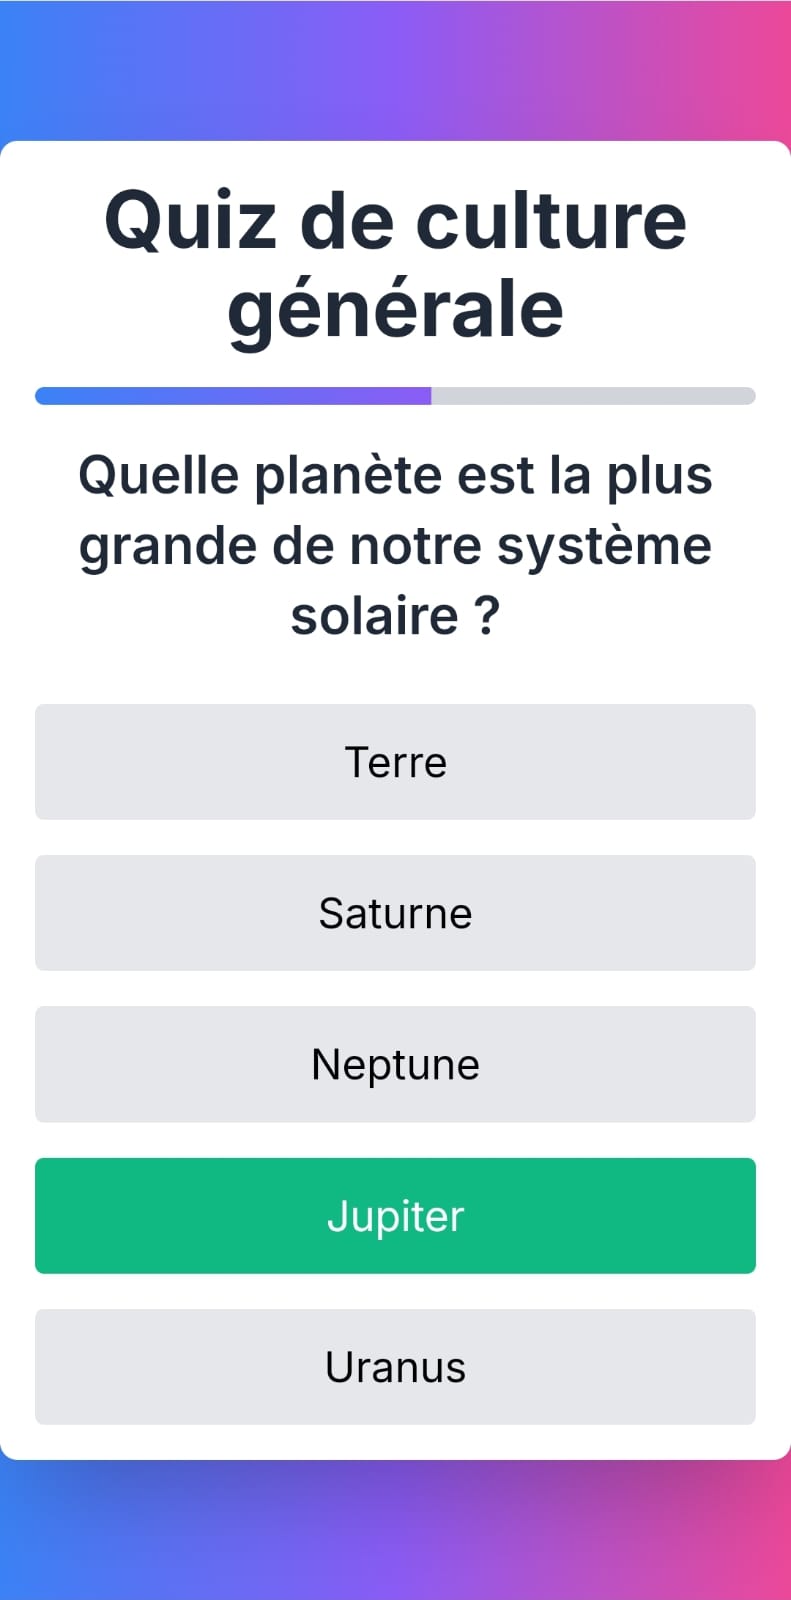 Quiz de culture
générale
Quelle planète est la plus
grande de notre système
solaire ?
Terre
Saturne
Neptune
Jupiter
Uranus